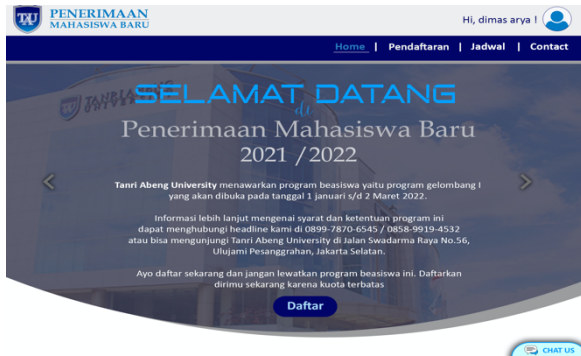 TAU
PENERIMAAN
MAHASISWA BARU
Hi, dimas arya !
Home | Pendaftaran | Jadwal | Contact
SELAMAT DATANG
di
Penerimaan Mahasiswa Baru
2021 /2022
Tanri Abeng University menawarkan program beasiswa yaitu program gelombang I
yang akan dibuka pada tanggal 1 januari s/d 2 Maret 2022.
Informasi lebih lanjut mengenai syarat dan ketentuan program ini
dapat menghubungi headline kami di 0899-7870-6545 / 0858-9919-4532
atau bisa mengunjungi Tanri Abeng University di Jalan Swadarma Raya No.56,
Ulujami Pesanggrahan, Jakarta Selatan.
Ayo daftar sekarang dan jangan lewatkan program beasiswa ini. Daftarkan
dirimu sekarang karena kuota terbatas
Daftar
CHAT US